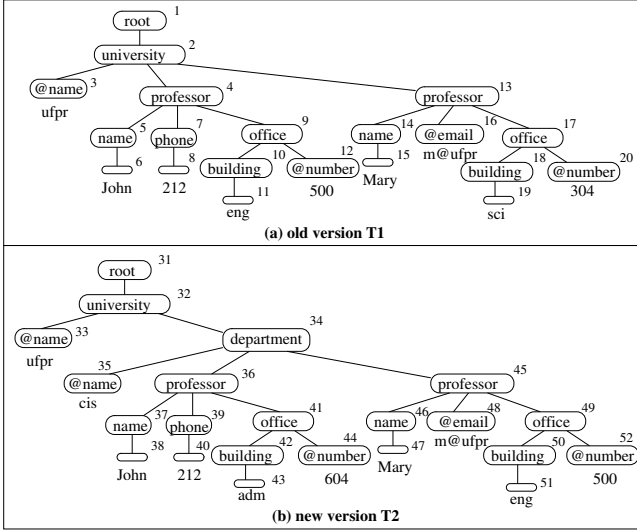 1
root
2
university
3 4 13
@name professor professor
ufpr 5 7 9 14 16 17
name phone office name @email office
6 8 10 12 15 m@ufpr 18 20
John 212 building @number Mary building @number
11 500 19 304
eng sci
(a) old version T1
31
root
32
university
33 34
@name department
ufpr 35 36 45
@name professor professor
cis 37 39 41 46 48 49
name phone office name @email office
38 40 42 44 47 m@ufpr 50 52
John 212 building @number Mary building @number
43 604 51 500
adm eng
(b) new version T2